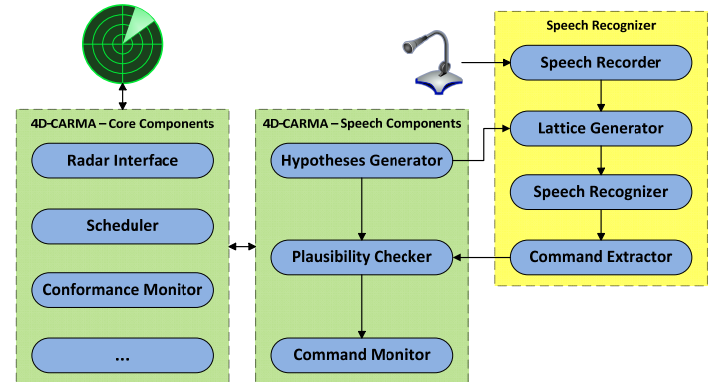 Speech Recognizer
Speech Recorder
Lattice Generator
Speech Recognizer
Command Extractor
4D-CARMA – Core Components
Radar Interface
Scheduler
Conformance Monitor
...
4D-CARMA – Speech Components
Hypotheses Generator
Plausibility Checker
Command Monitor